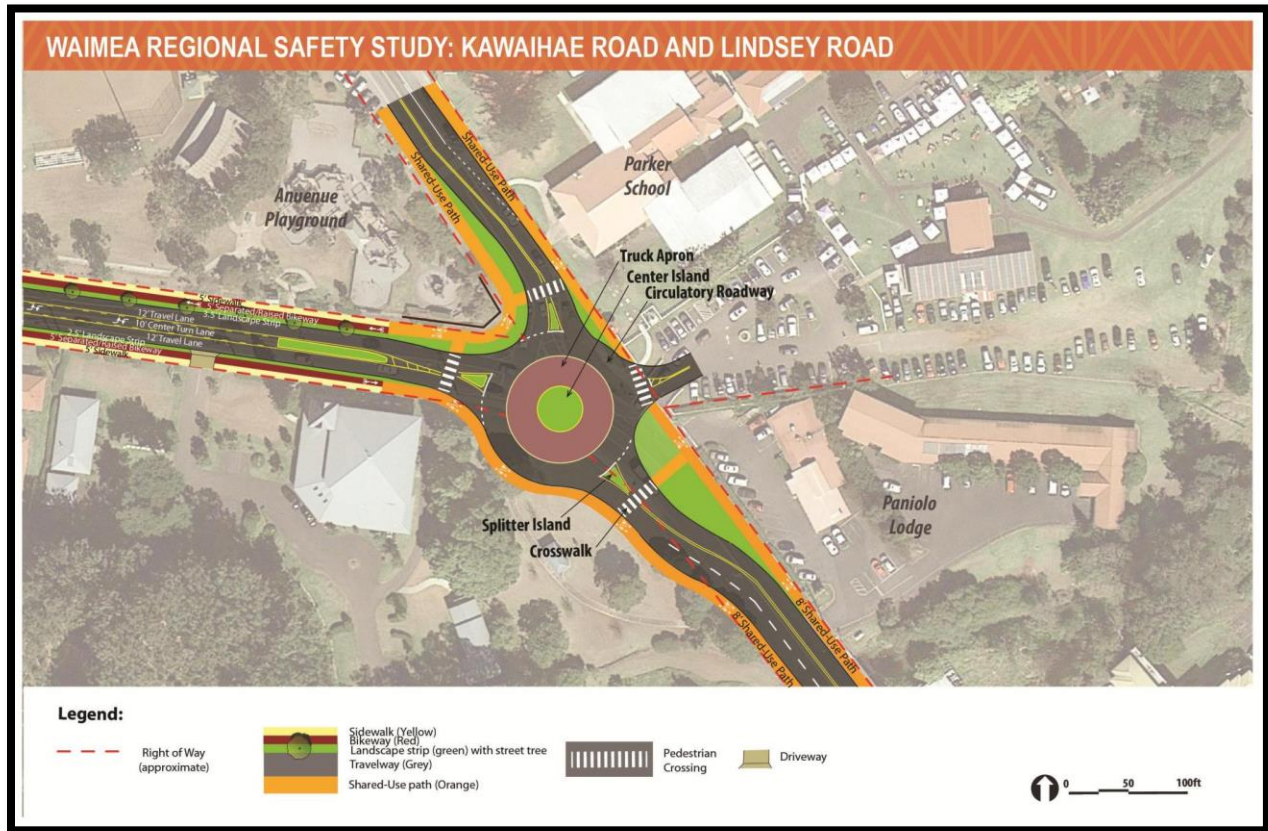 WAIMEA REGIONAL SAFETY STUDY: KAWAIHAE ROAD AND LINDSEY ROAD
Shared-Use Path
Shared-Use Path
Parker
School
Anuenue
Playground
Truck Apron
Center Island
Circulatory Roadway
5' Sidewalk
Separated/Raised Bikeway
3.5' Landscape Strip
12' Travel Lane
10' Center Turn Lane
12' Travel Lane
2.5' Landscape Strip
5' Separated/Raised Bikeway
5' Sidewalk
Splitter Island
Crosswalk
Paniolo
Lodge
8' Shared-Use Path
8' Shared-Use Path
Legend:
Right of Way
(approximate)
Sidewalk (Yellow)
Bikeway (Red)
Landscape strip (green) with street tree
Travelway (Grey)
Shared-Use path (Orange)
Pedestrian
Crossing
Driveway
0 50 100ft